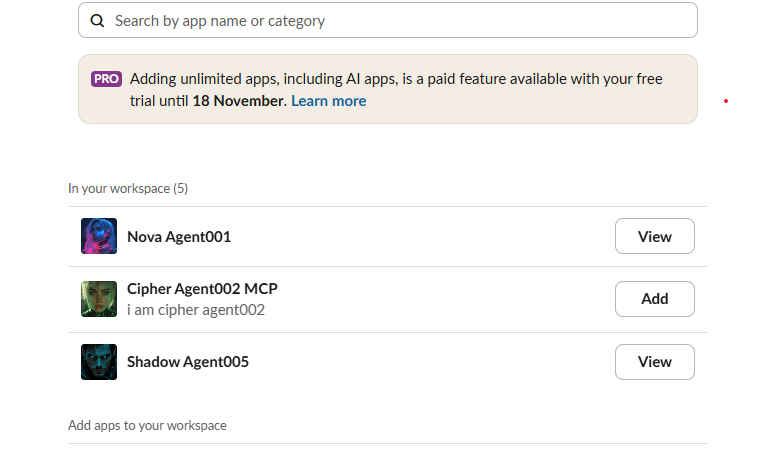 Search by app name or category
PRO Adding unlimited apps, including AI apps, is a paid feature available with your free
trial until 18 November. Learn more
In your workspace (5)
Nova Agent001
View
Cipher Agent002 MCP
i am cipher agent002
Add
Shadow Agent005
View
Add apps to your workspace